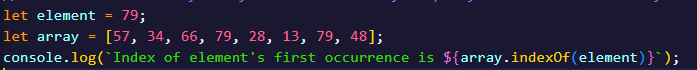 let element = 79;
let array = [57, 34, 66, 79, 28, 13, 79, 48];
console.log(`Index of element's first occurrence is ${array.indexOf(element)}`);